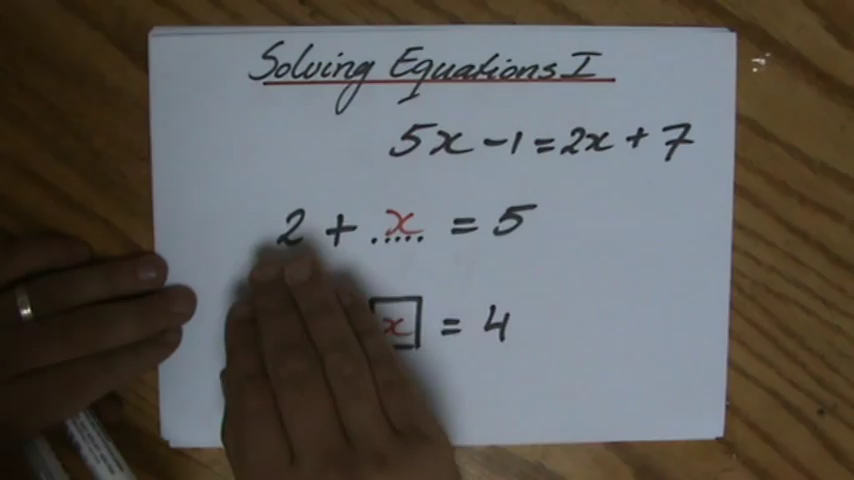 Solving Equations I
5x - 1 = 2x + 7
2 + ..x.. = 5
x = 4